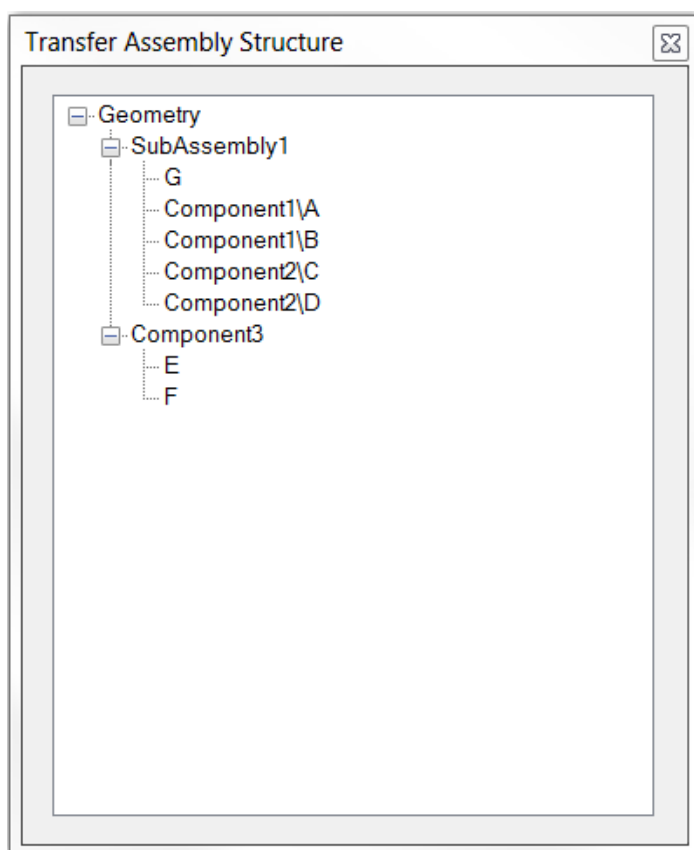 Transfer Assembly Structure
Geometry
SubAssembly1
G
Component1\A
Component1\B
Component2\C
Component2\D
Component3
E
F